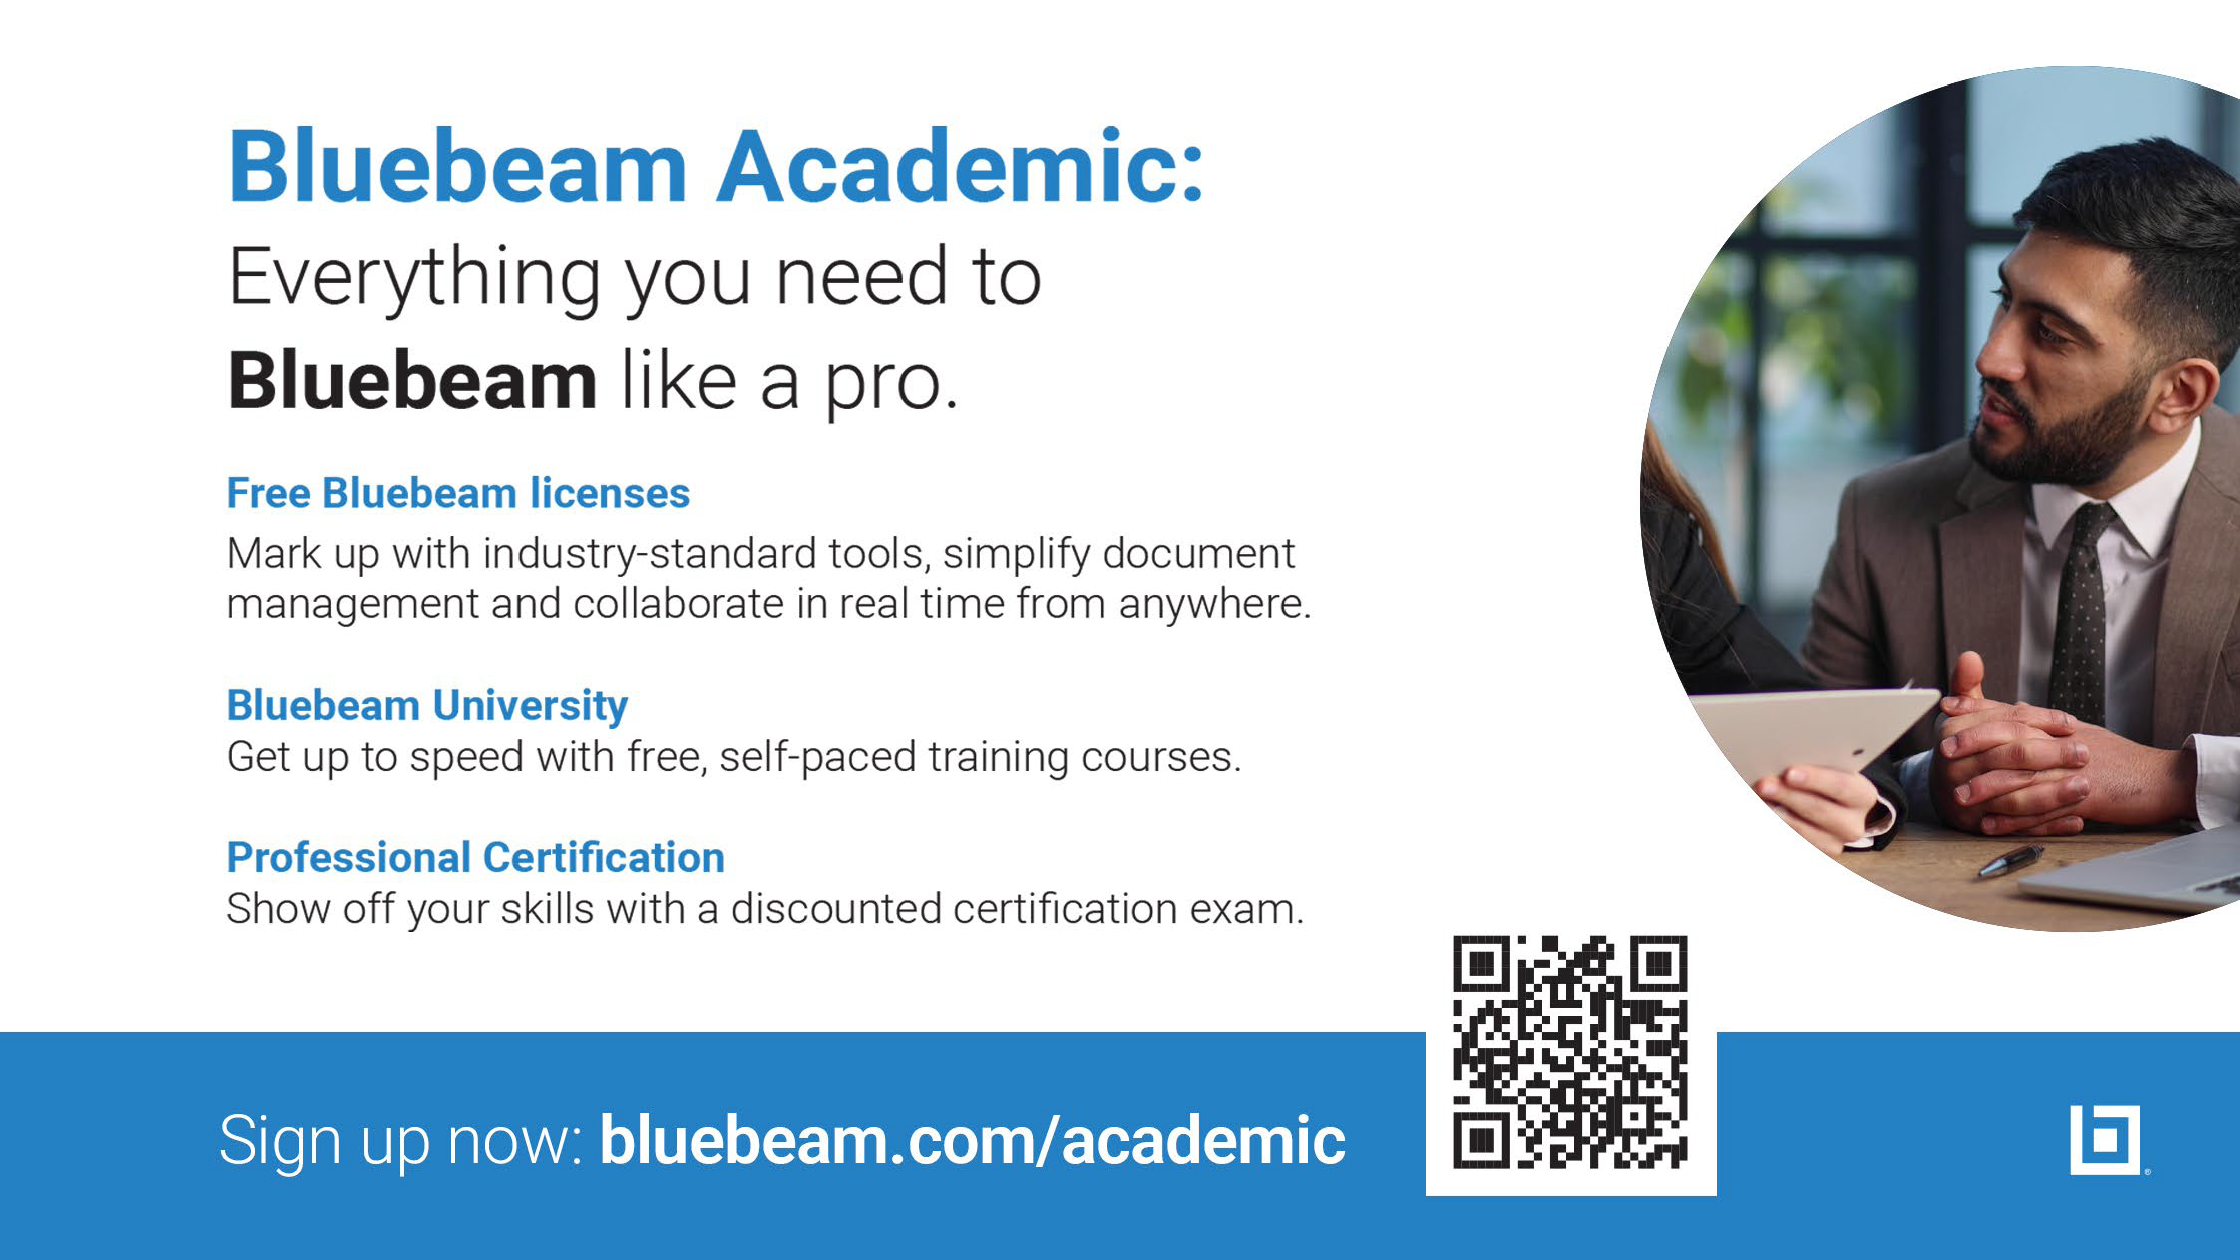 Bluebeam Academic:
Everything you need to
Bluebeam like a pro.
Free Bluebeam licenses
Mark up with industry-standard tools, simplify document
management and collaborate in real time from anywhere.
Bluebeam University
Get up to speed with free, self-paced training courses.
Professional Certification
Show off your skills with a discounted certification exam.
Sign up now: bluebeam.com/academic
®